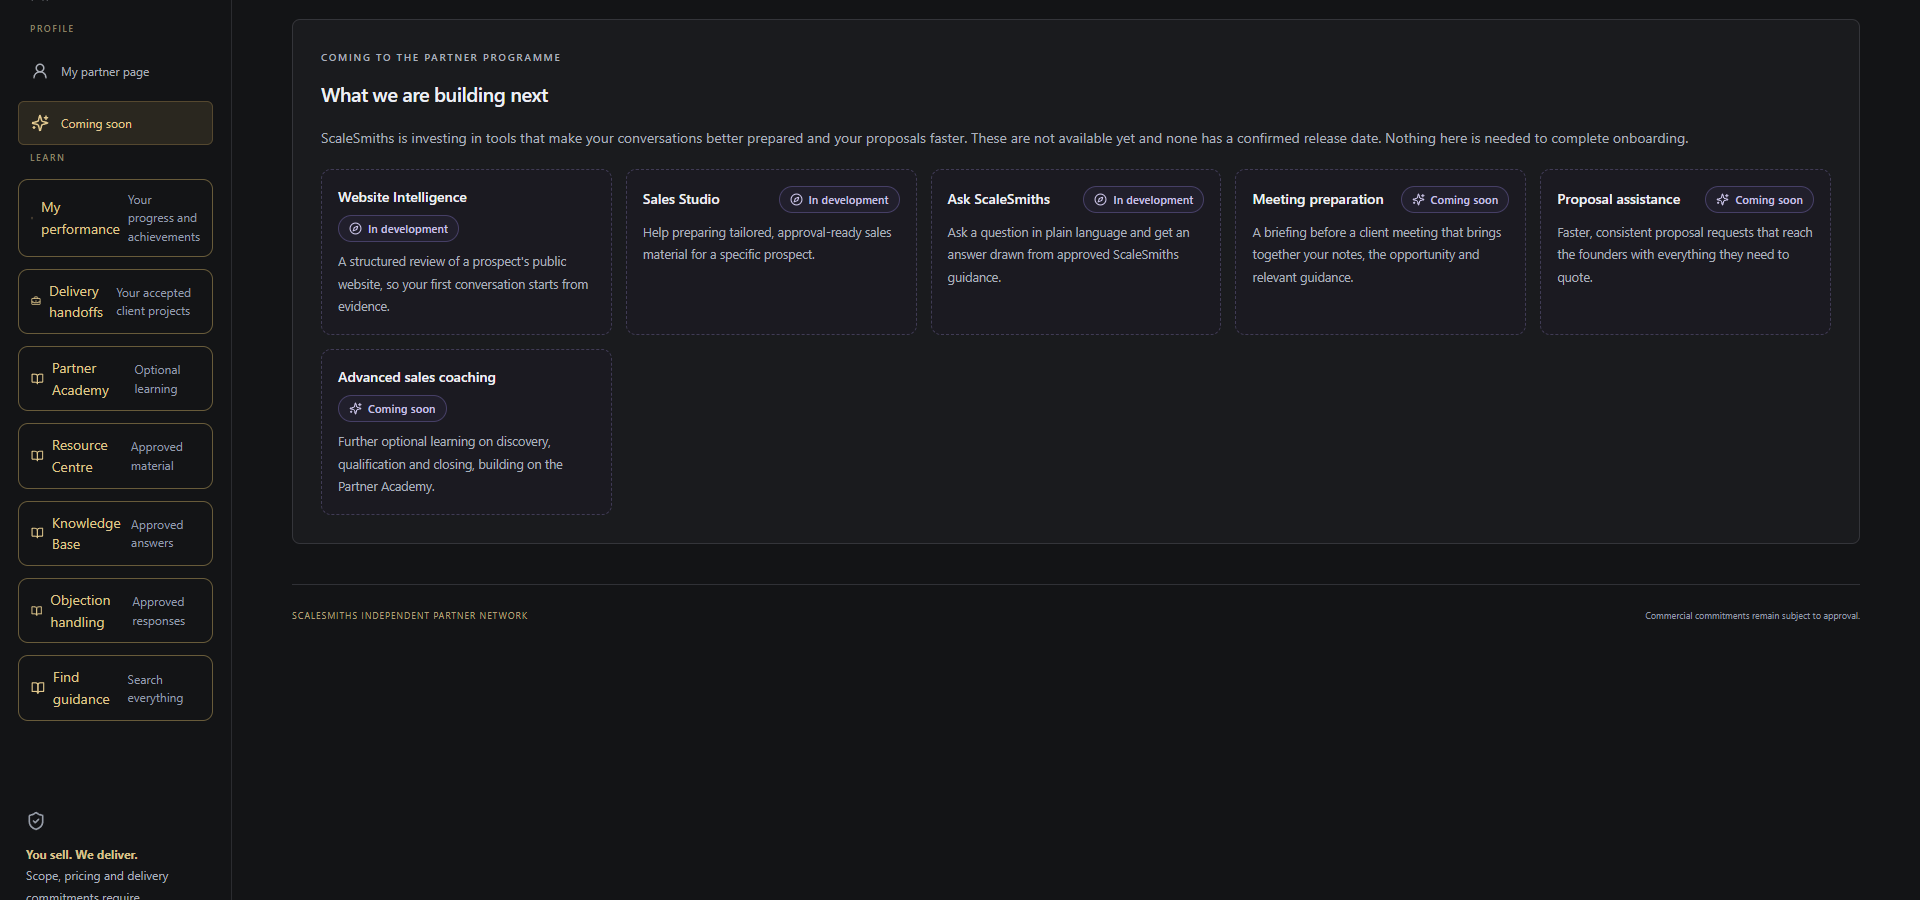 PROFILE
My partner page
Coming soon
LEARN
My
performance
Your
progress and
achievements
Delivery
handoffs
Your accepted
client projects
Partner
Academy
Optional
learning
Resource
Centre
Approved
material
Knowledge
Base
Approved
answers
Objection
handling
Approved
responses
Find
guidance
Search
everything
You sell. We deliver.
Scope, pricing and delivery
commitments require
COMING TO THE PARTNER PROGRAMME
What we are building next
ScaleSmiths is investing in tools that make your conversations better prepared and your proposals faster. These are not available yet and none has a confirmed release date. Nothing here is needed to complete onboarding.
Website Intelligence
In development
A structured review of a prospect's public
website, so your first conversation starts from
evidence.
Sales Studio
In development
Help preparing tailored, approval-ready sales
material for a specific prospect.
Ask ScaleSmiths
In development
Ask a question in plain language and get an
answer drawn from approved ScaleSmiths
guidance.
Meeting preparation
Coming soon
A briefing before a client meeting that brings
together your notes, the opportunity and
relevant guidance.
Proposal assistance
Coming soon
Faster, consistent proposal requests that reach
the founders with everything they need to
quote.
Advanced sales coaching
Coming soon
Further optional learning on discovery,
qualification and closing, building on the
Partner Academy.
SCALESMITHS INDEPENDENT PARTNER NETWORK
Commercial commitments remain subject to approval.